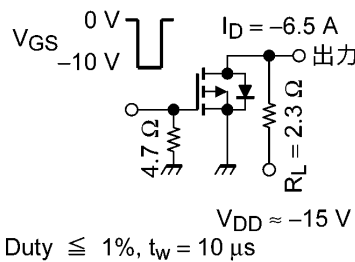 V_GS
0 V
−10 V
I_D = −6.5 A
出力
4.7 Ω
R_L = 2.3 Ω
V_DD ≈ −15 V
Duty ≦ 1%, t_w = 10 μs